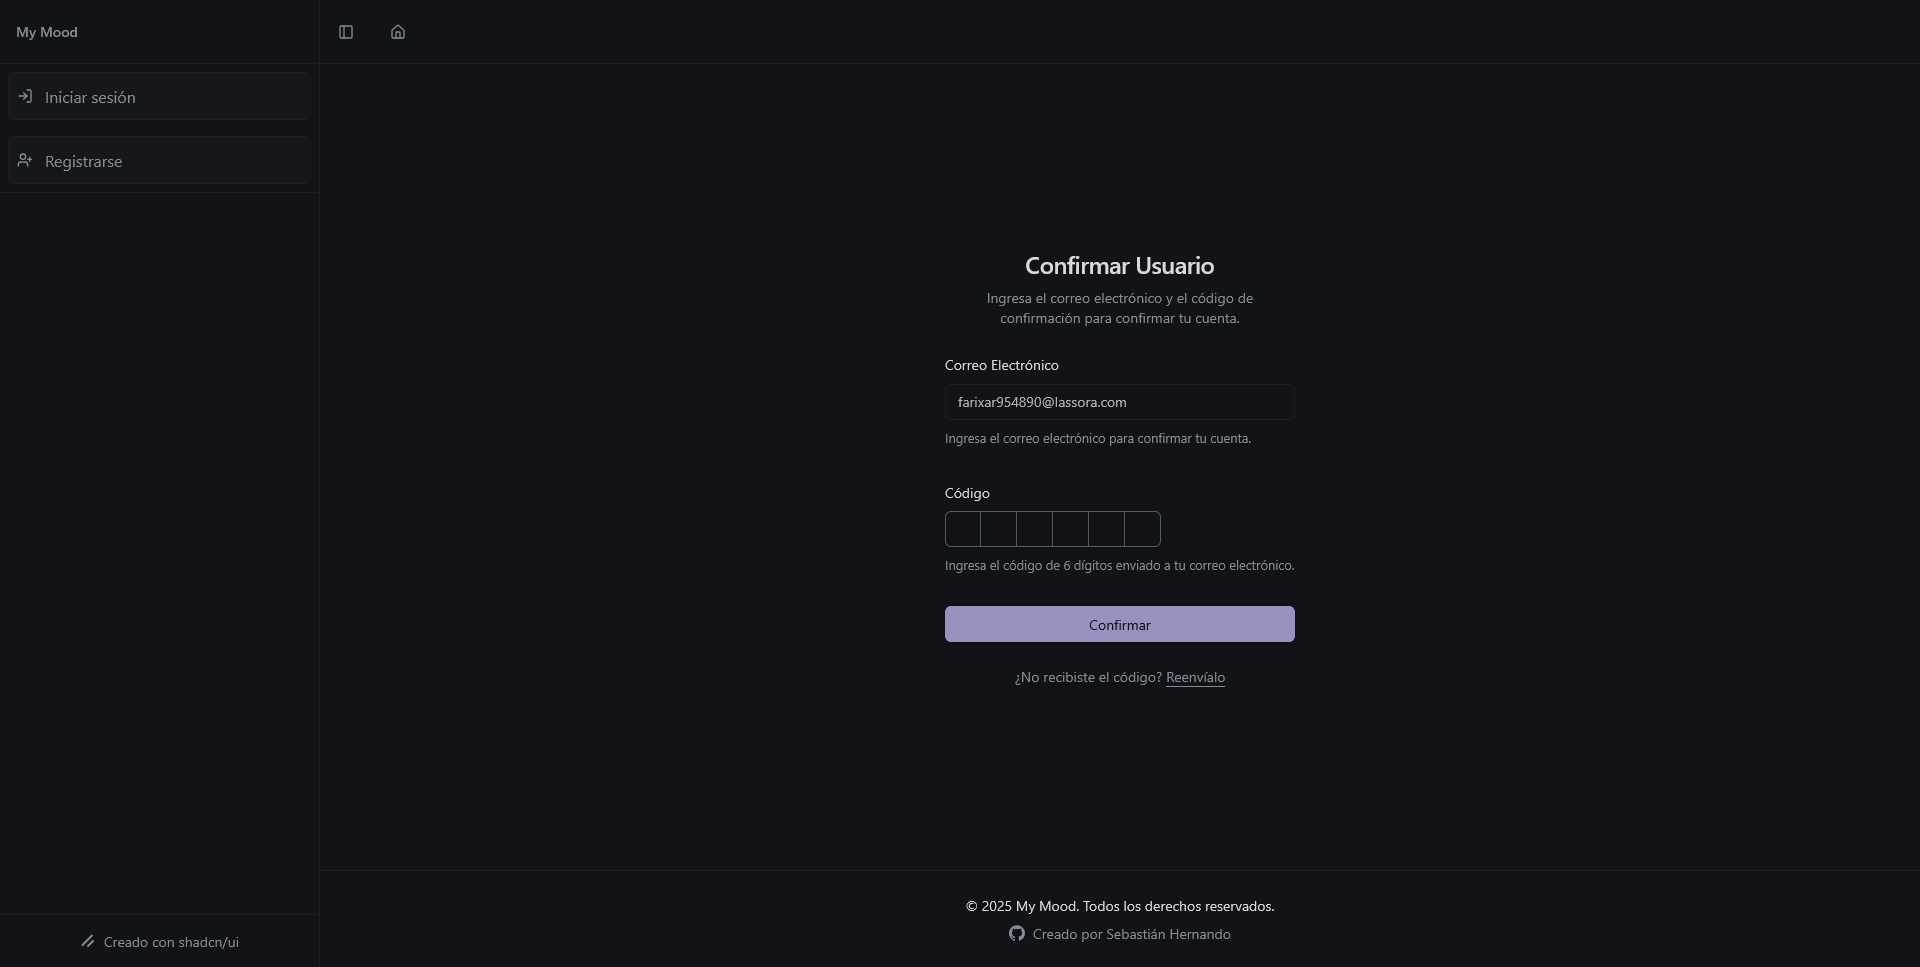 My Mood
Iniciar sesión
Registrarse
Confirmar Usuario
Ingresa el correo electrónico y el código de
confirmación para confirmar tu cuenta.
Correo Electrónico
farixar954890@lassora.com
Ingresa el correo electrónico para confirmar tu cuenta.
Código
Ingresa el código de 6 dígitos enviado a tu correo electrónico.
Confirmar
¿No recibiste el código? Reenvíalo
© 2025 My Mood. Todos los derechos reservados.
Creado por Sebastián Hernando
Creado con shadcn/ui